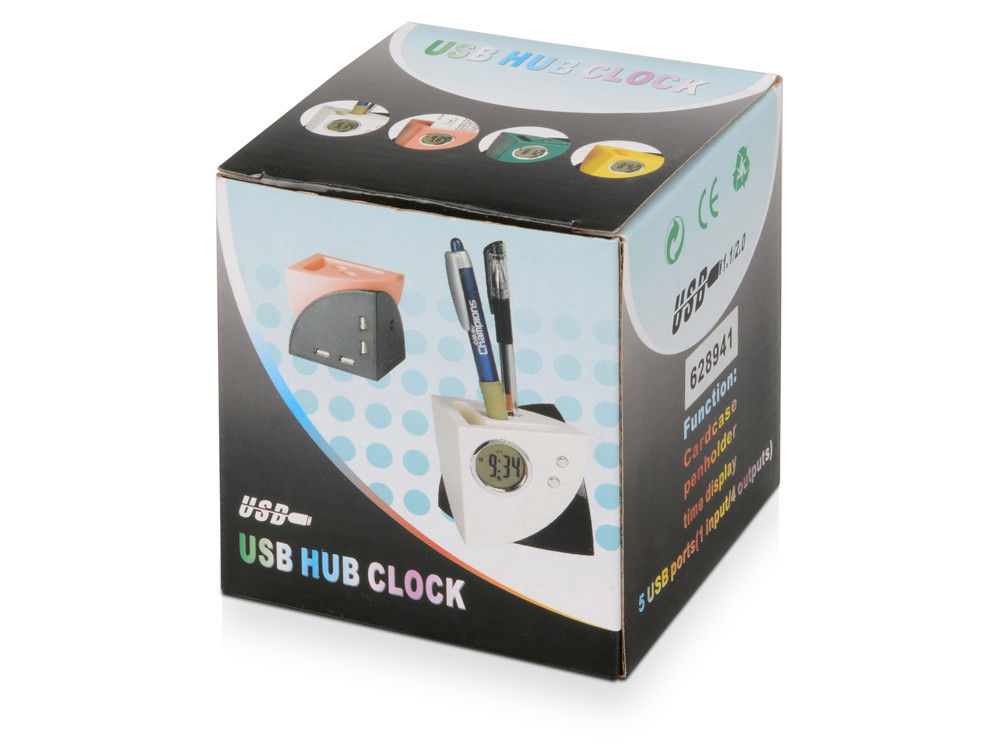 USB HUB CLOCK
9:34
Champions
USB
USB HUB CLOCK
CE
USB 1.1/2.0
628941
Function:
Cardcase
penholder
time display
5 USB ports(1 input/4 outputs)